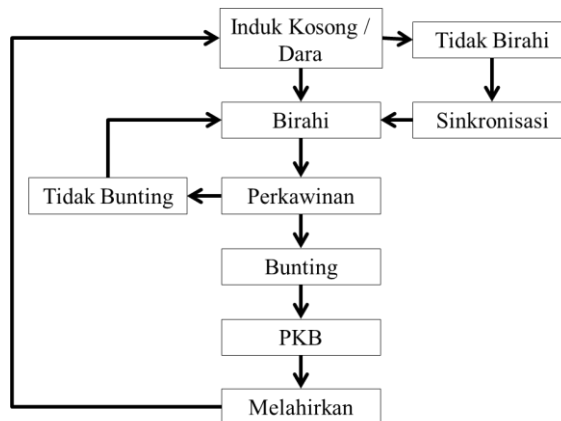 Induk Kosong /
Dara
Tidak Birahi
Birahi
Sinkronisasi
Tidak Bunting
Perkawinan
Bunting
PKB
Melahirkan